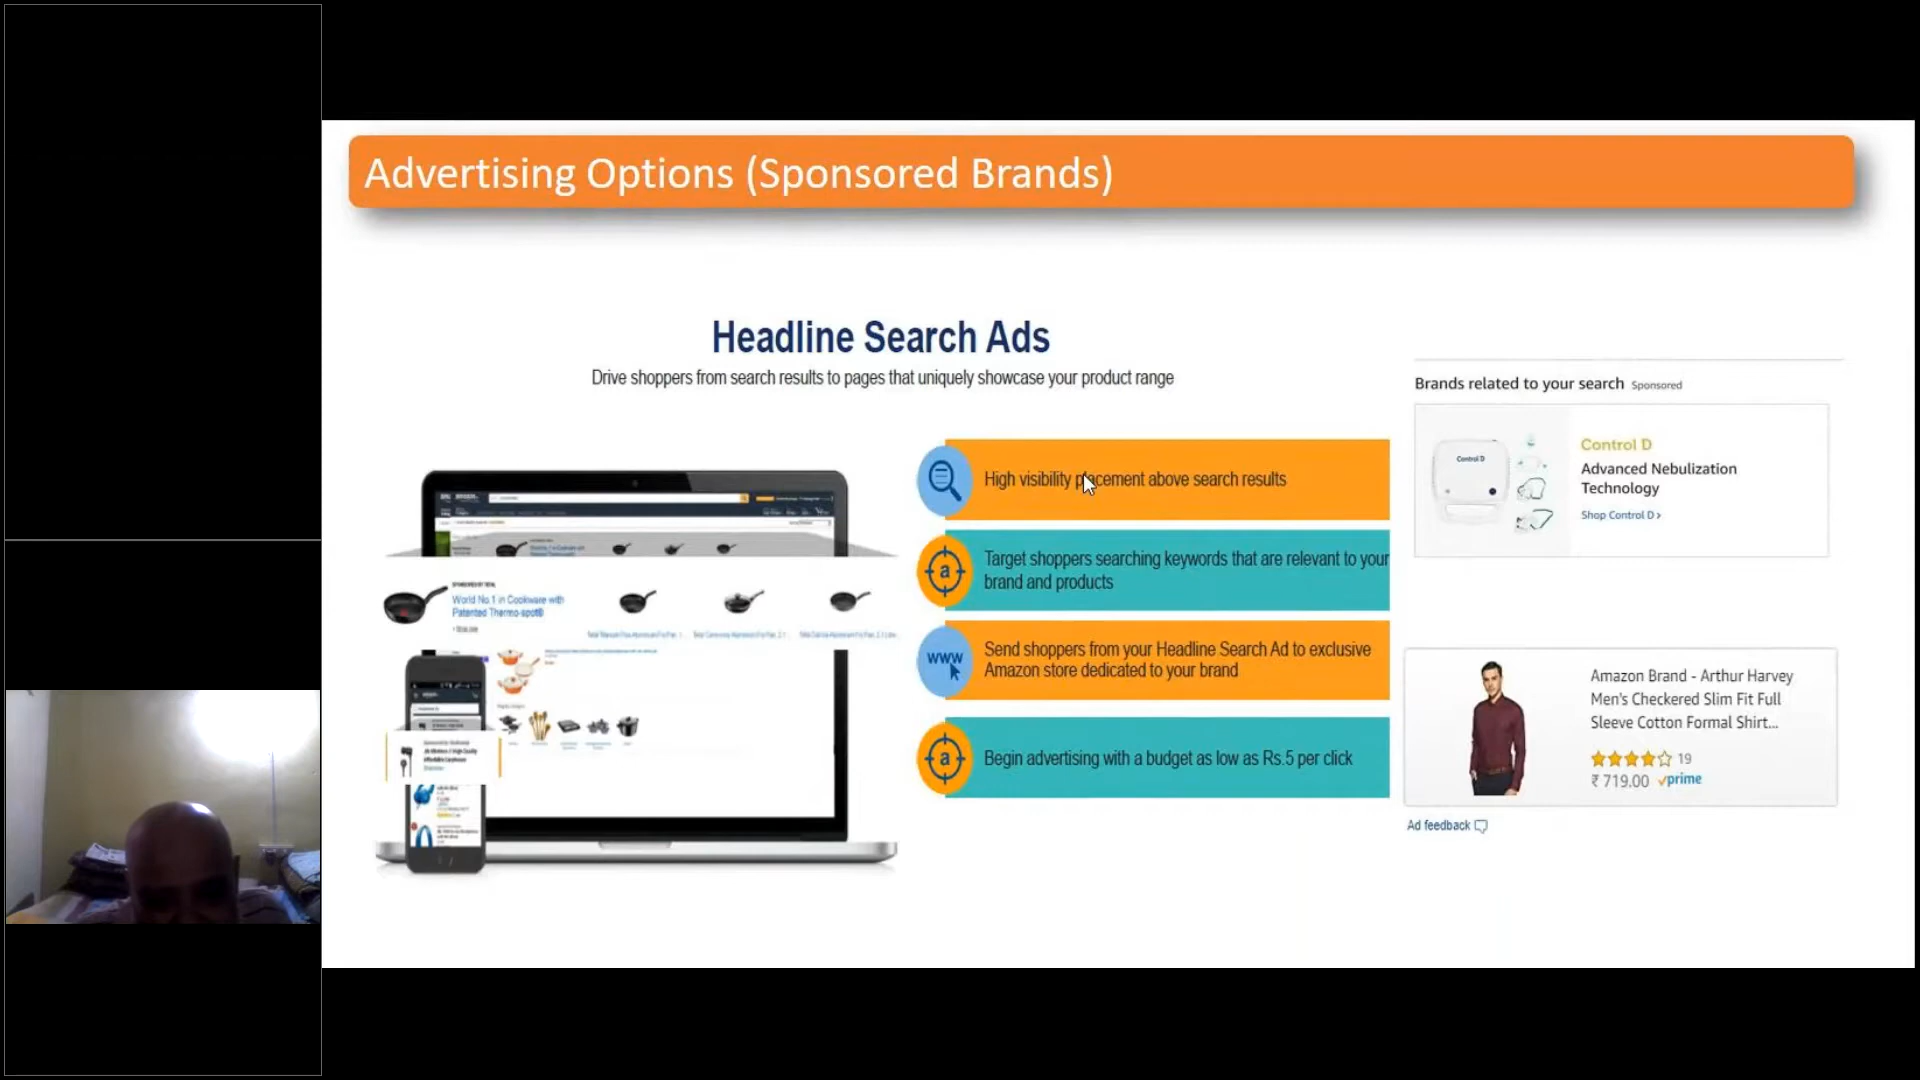 Advertising Options (Sponsored Brands)
Headline Search Ads
Drive shoppers from search results to pages that uniquely showcase your product range
High visibility placement above search results
Target shoppers searching keywords that are relevant to your
brand and products
Send shoppers from your Headline Search Ad to exclusive
Amazon store dedicated to your brand
Begin advertising with a budget as low as Rs.5 per click
a
www
a
World No.1 in Cookware with
Patented Thermo-spot®
Brands related to your search Sponsored
Control D
Control D
Advanced Nebulization
Technology
Shop Control D ›
Amazon Brand - Arthur Harvey
Men's Checkered Slim Fit Full
Sleeve Cotton Formal Shirt...
19
₹ 719.00 prime
Ad feedback